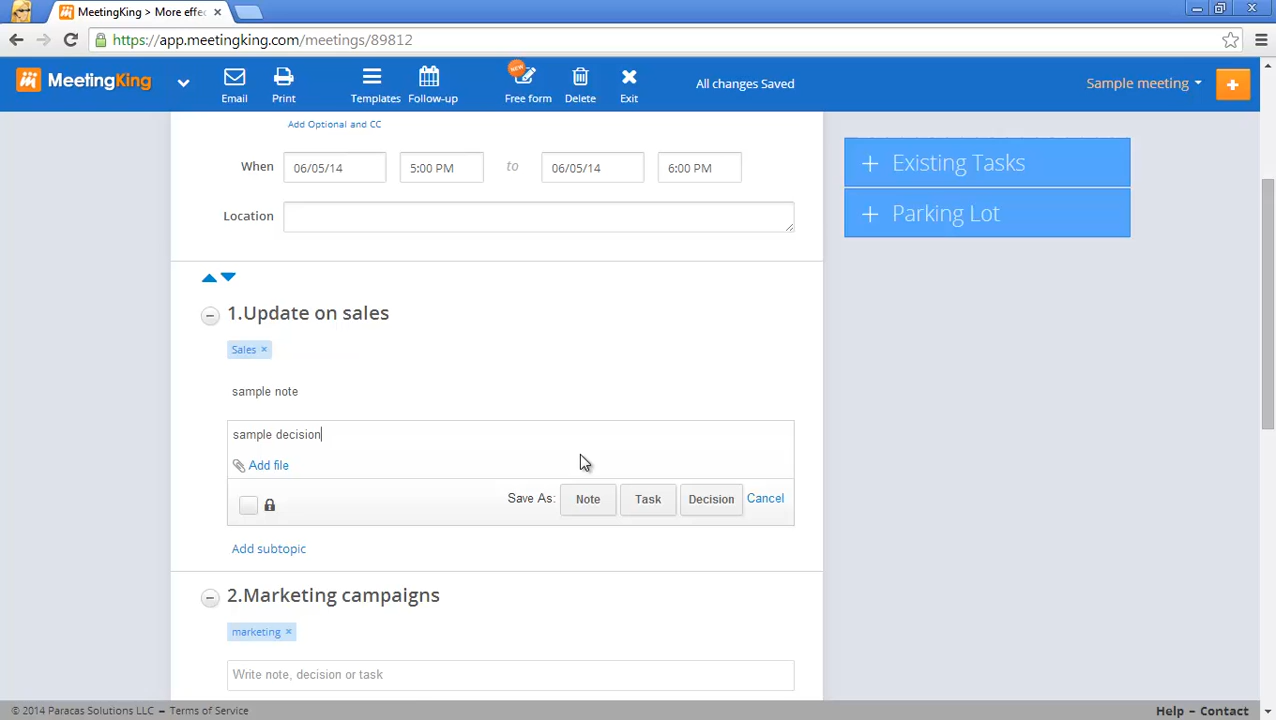 MeetingKing > More effec
https://app.meetingking.com/meetings/89812
MeetingKing
Email
Print
Templates
Follow-up
NEW
Free form
Delete
Exit
All changes Saved
Sample meeting
Add Optional and CC
When
06/05/14
5:00 PM
to
06/05/14
6:00 PM
Location
+ Existing Tasks
+ Parking Lot
1.Update on sales
Sales ×
sample note
sample decision
Add file
Save As:
Note
Task
Decision
Cancel
Add subtopic
2.Marketing campaigns
marketing ×
Write note, decision or task
© 2014 Paracas Solutions LLC – Terms of Service
Help – Contact